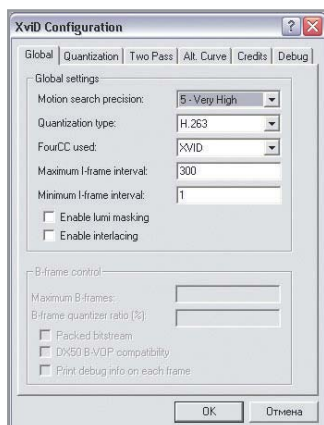 XviD Configuration
Global Quantization Two Pass Alt. Curve Credits Debug
Global settings
Motion search precision: 5 - Very High
Quantization type: H.263
FourCC used: XVID
Maximum I-frame interval: 300
Minimum I-frame interval: 1
Enable lumi masking
Enable interlacing
B-frame control
Maximum B-frames:
B-frame quantizer ratio (%):
Packed bitstream
DX50 B-VOP compatibility
Print debug info on each frame
OK Отмена